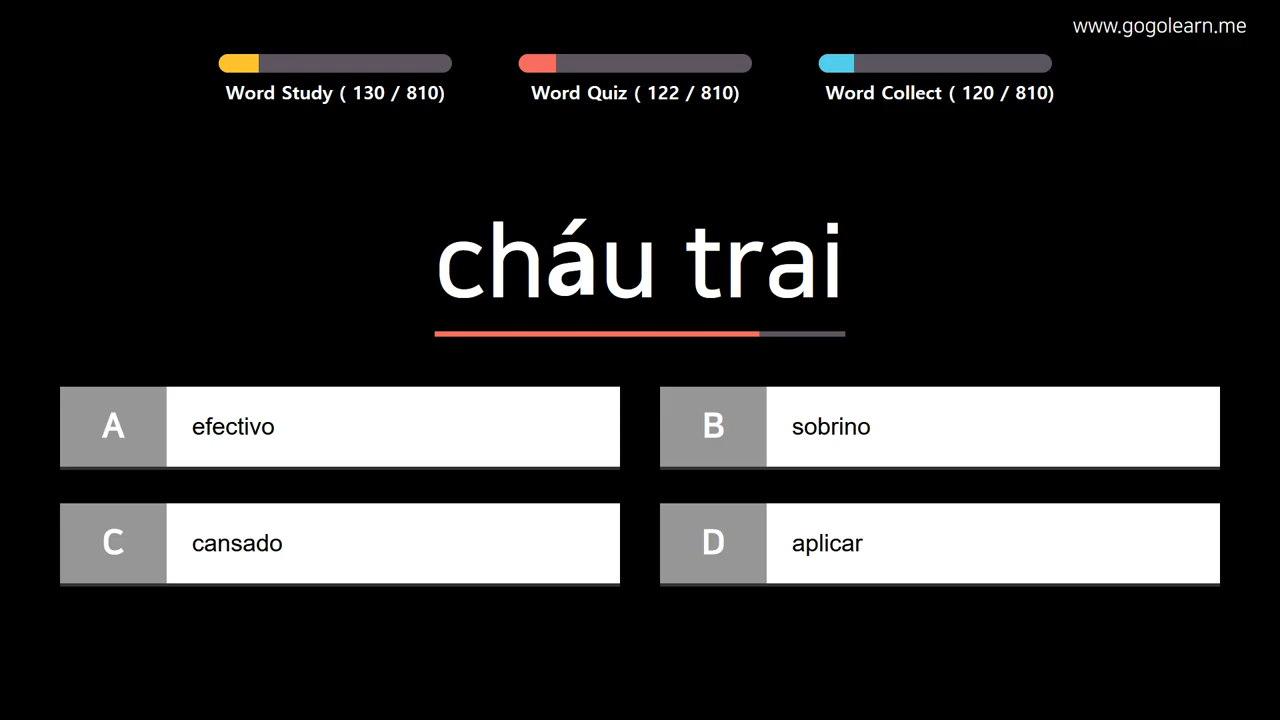 www.gogolearn.me
Word Study ( 130 / 810)
Word Quiz ( 122 / 810)
Word Collect ( 120 / 810)
cháu trai
A efectivo
B sobrino
C cansado
D aplicar